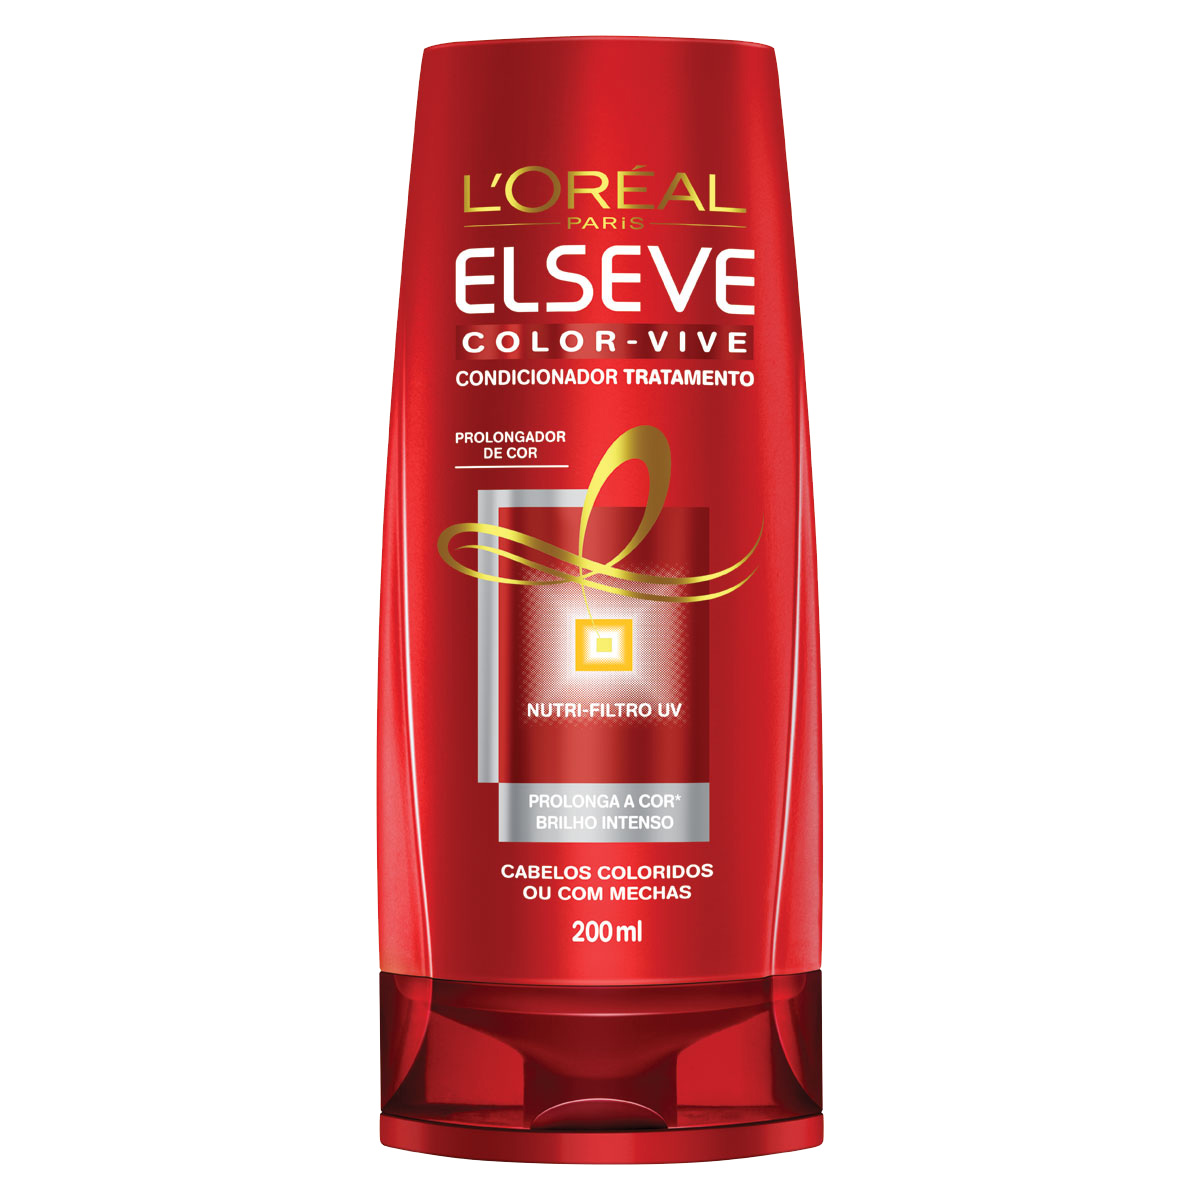 L'ORÉAL
PARiS
ELSEVE
COLOR-VIVE
CONDICIONADOR TRATAMENTO
PROLONGADOR
DE COR
NUTRI-FILTRO UV
PROLONGA A COR*
BRILHO INTENSO
CABELOS COLORIDOS
OU COM MECHAS
200ml